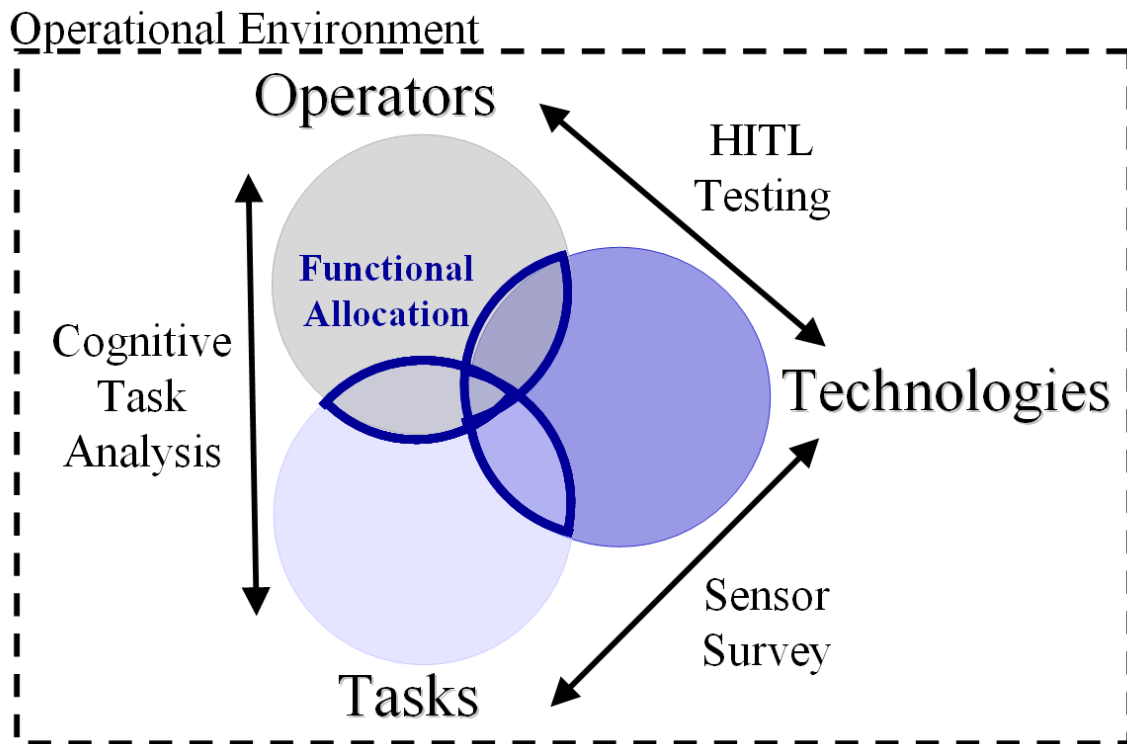 Operational Environment
Operators
HITL
Testing
Functional
Allocation
Cognitive
Task
Analysis
Technologies
Sensor
Survey
Tasks